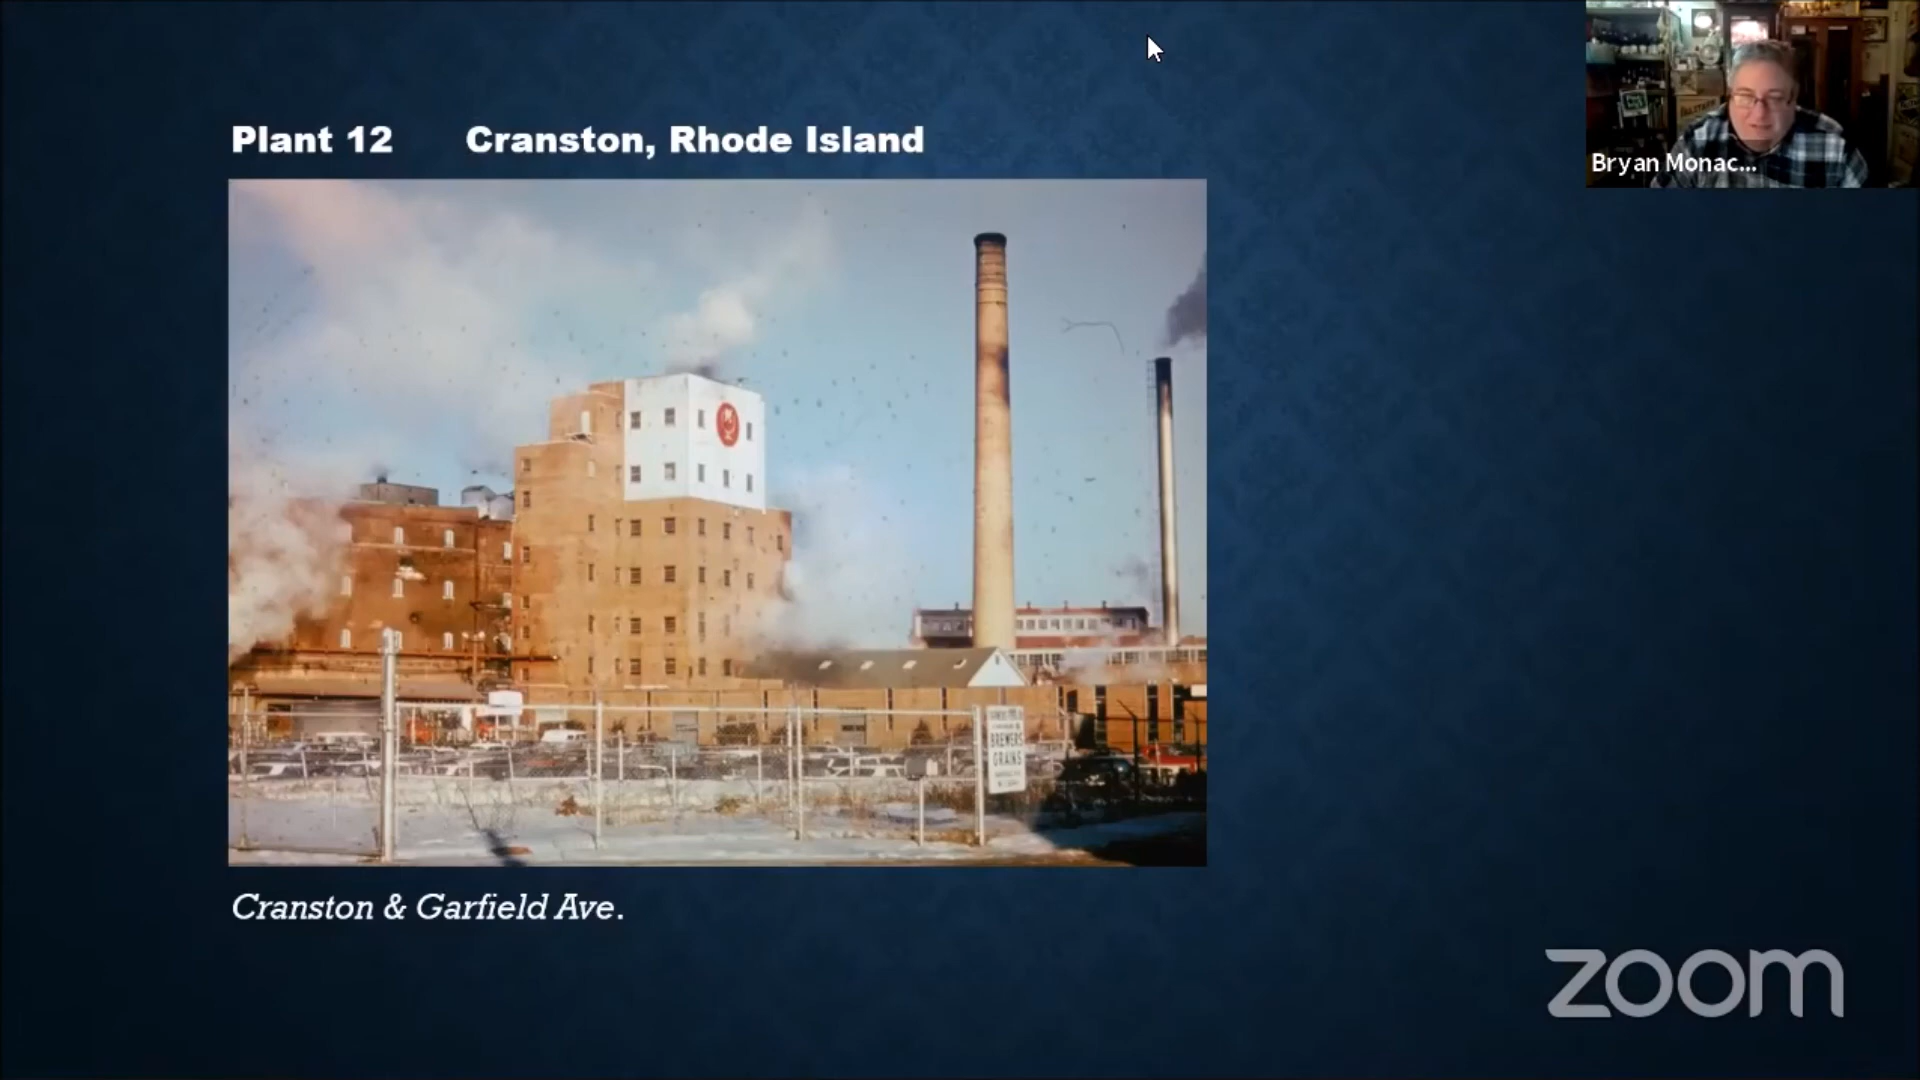 Plant 12 Cranston, Rhode Island
Bryan Monac...
BREWERS
GRAINS
Cranston & Garfield Ave.
zoom